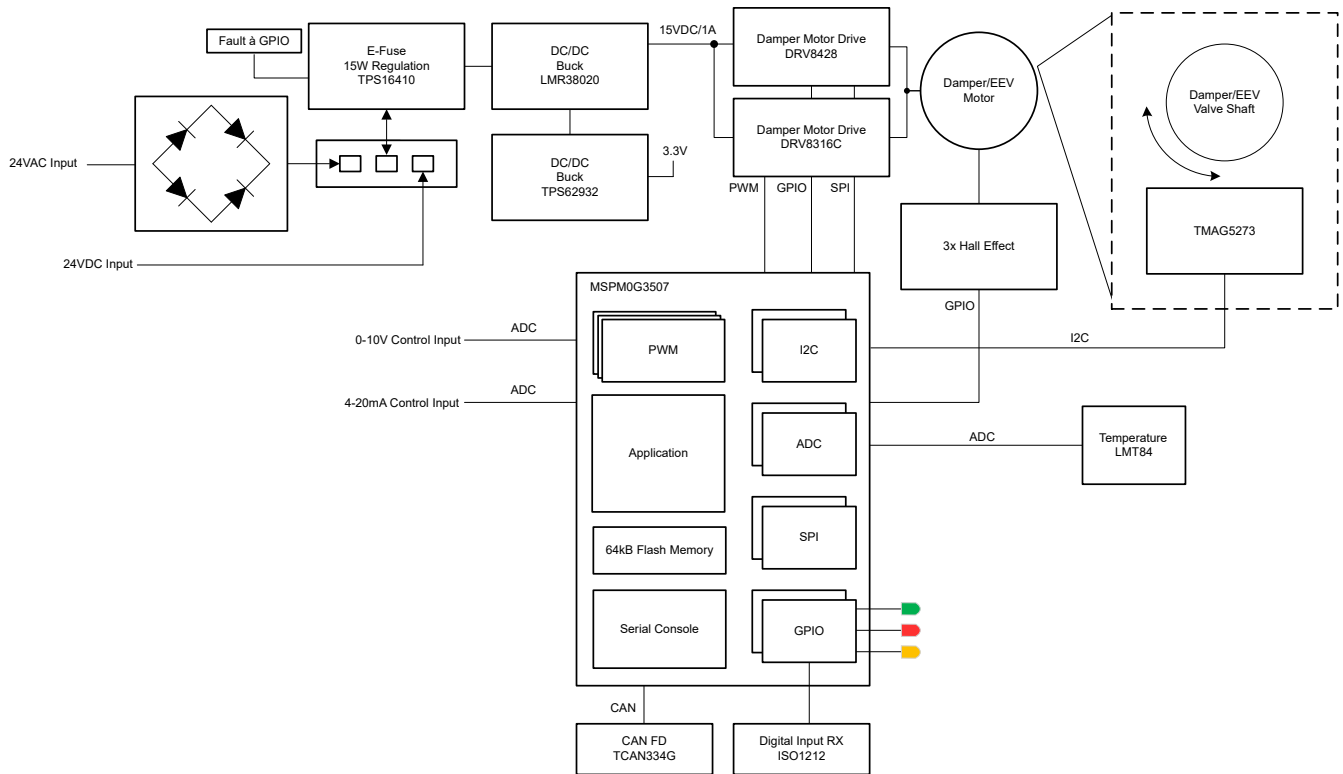 Fault à GPIO
E-Fuse
15W Regulation
TPS16410
DC/DC
Buck
LMR38020
15VDC/1A
Damper Motor Drive
DRV8428
Damper/EEV
Motor
Damper/EEV
Valve Shaft
24VAC Input
DC/DC
Buck
TPS62932
3.3V
Damper Motor Drive
DRV8316C
PWM
GPIO
SPI
3x Hall Effect
TMAG5273
24VDC Input
MSPM0G3507
GPIO
0-10V Control Input
ADC
PWM
I2C
I2C
4-20mA Control Input
ADC
Application
ADC
ADC
Temperature
LMT84
64kB Flash Memory
SPI
Serial Console
GPIO
CAN
CAN FD
TCAN334G
Digital Input RX
ISO1212